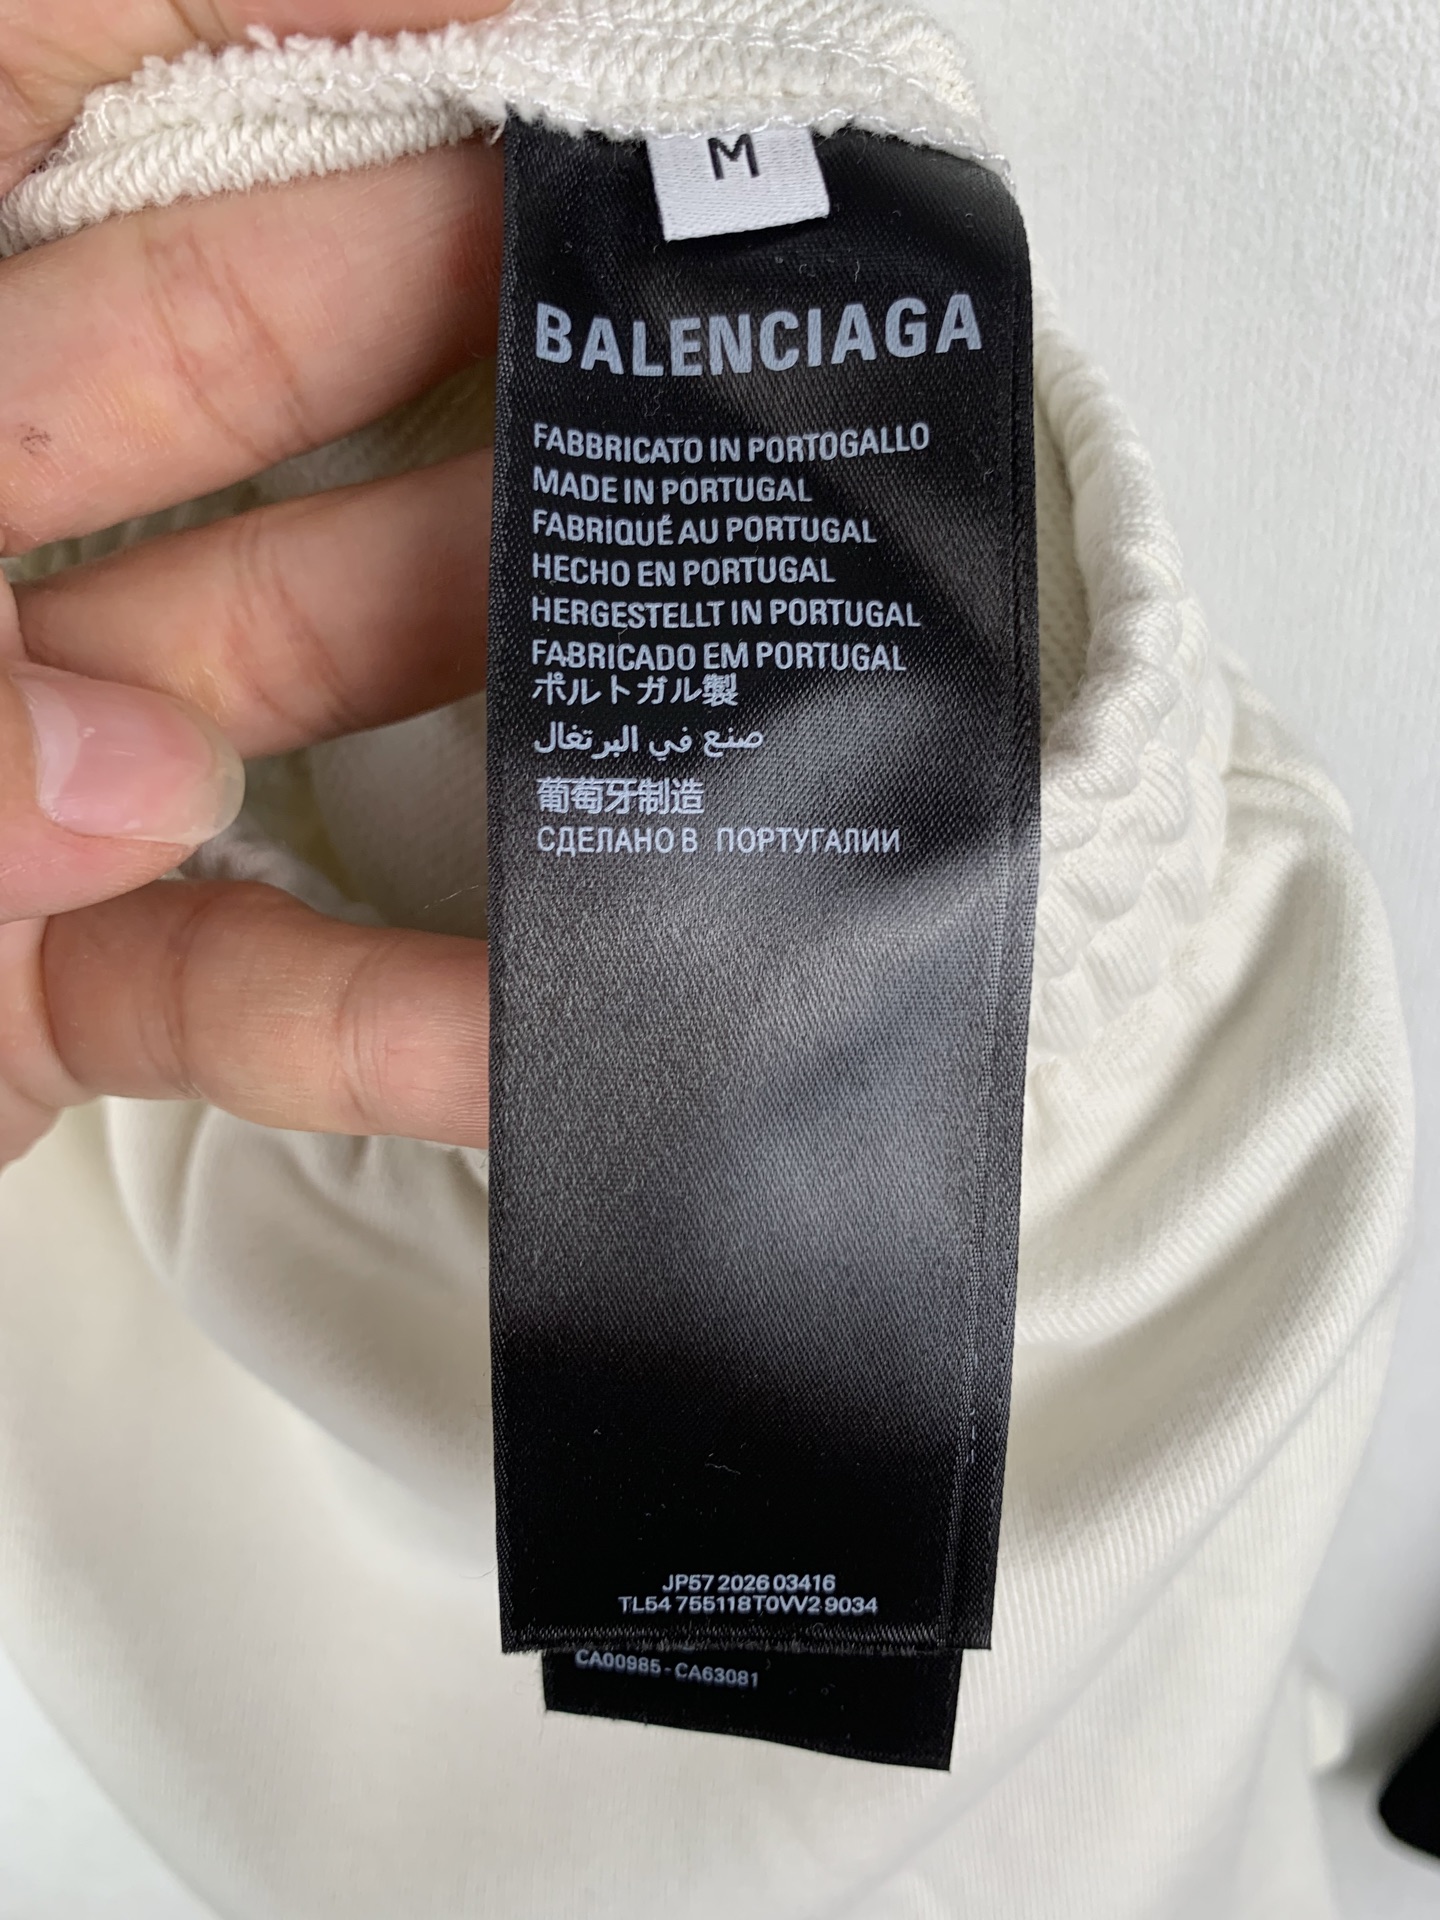 M
BALENCIAGA
FABBRICATO IN PORTOGALLO
MADE IN PORTUGAL
FABRIQUÉ AU PORTUGAL
HECHO EN PORTUGAL
HERGESTELLT IN PORTUGAL
FABRICADO EM PORTUGAL
ポルトガル製
صنع في البرتغال
葡萄牙制造
СДЕЛАНО В ПОРТУГАЛИИ
JP57 2026 03416
TL54 755118T0VV2 9034
CA00985 - CA63081